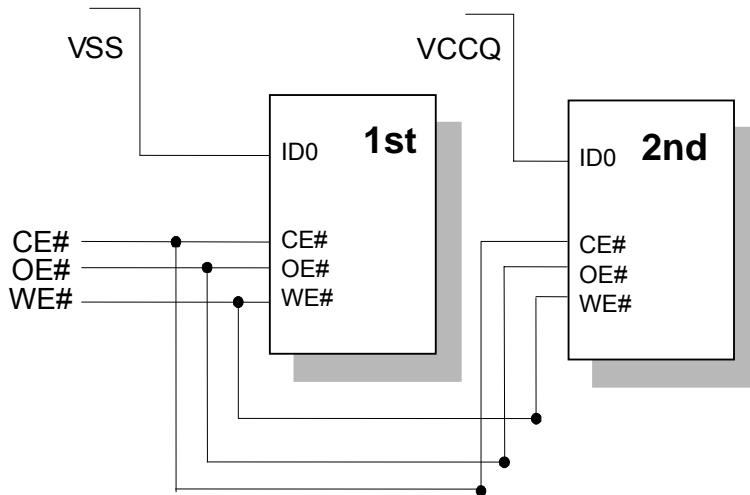 VSS
VCCQ
1st
ID0
2nd
ID0
CE#
OE#
WE#
CE#
OE#
WE#
CE#
OE#
WE#